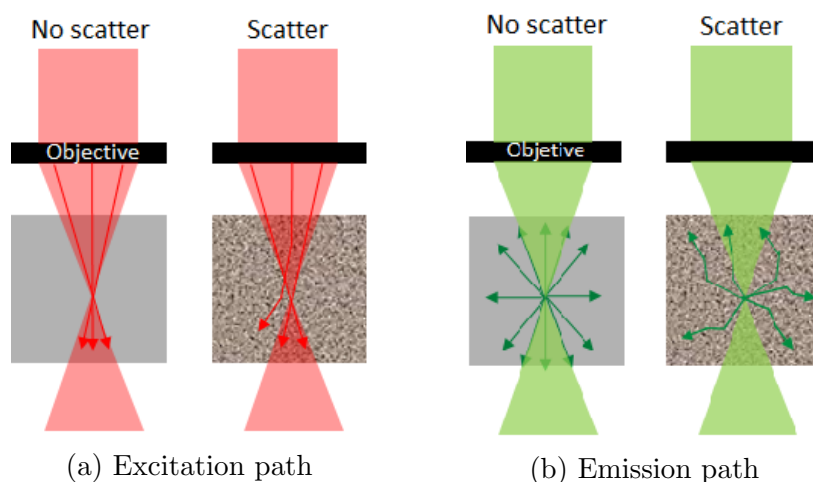 No scatter
Scatter
No scatter
Scatter
Objective
Objetive
(a) Excitation path
(b) Emission path